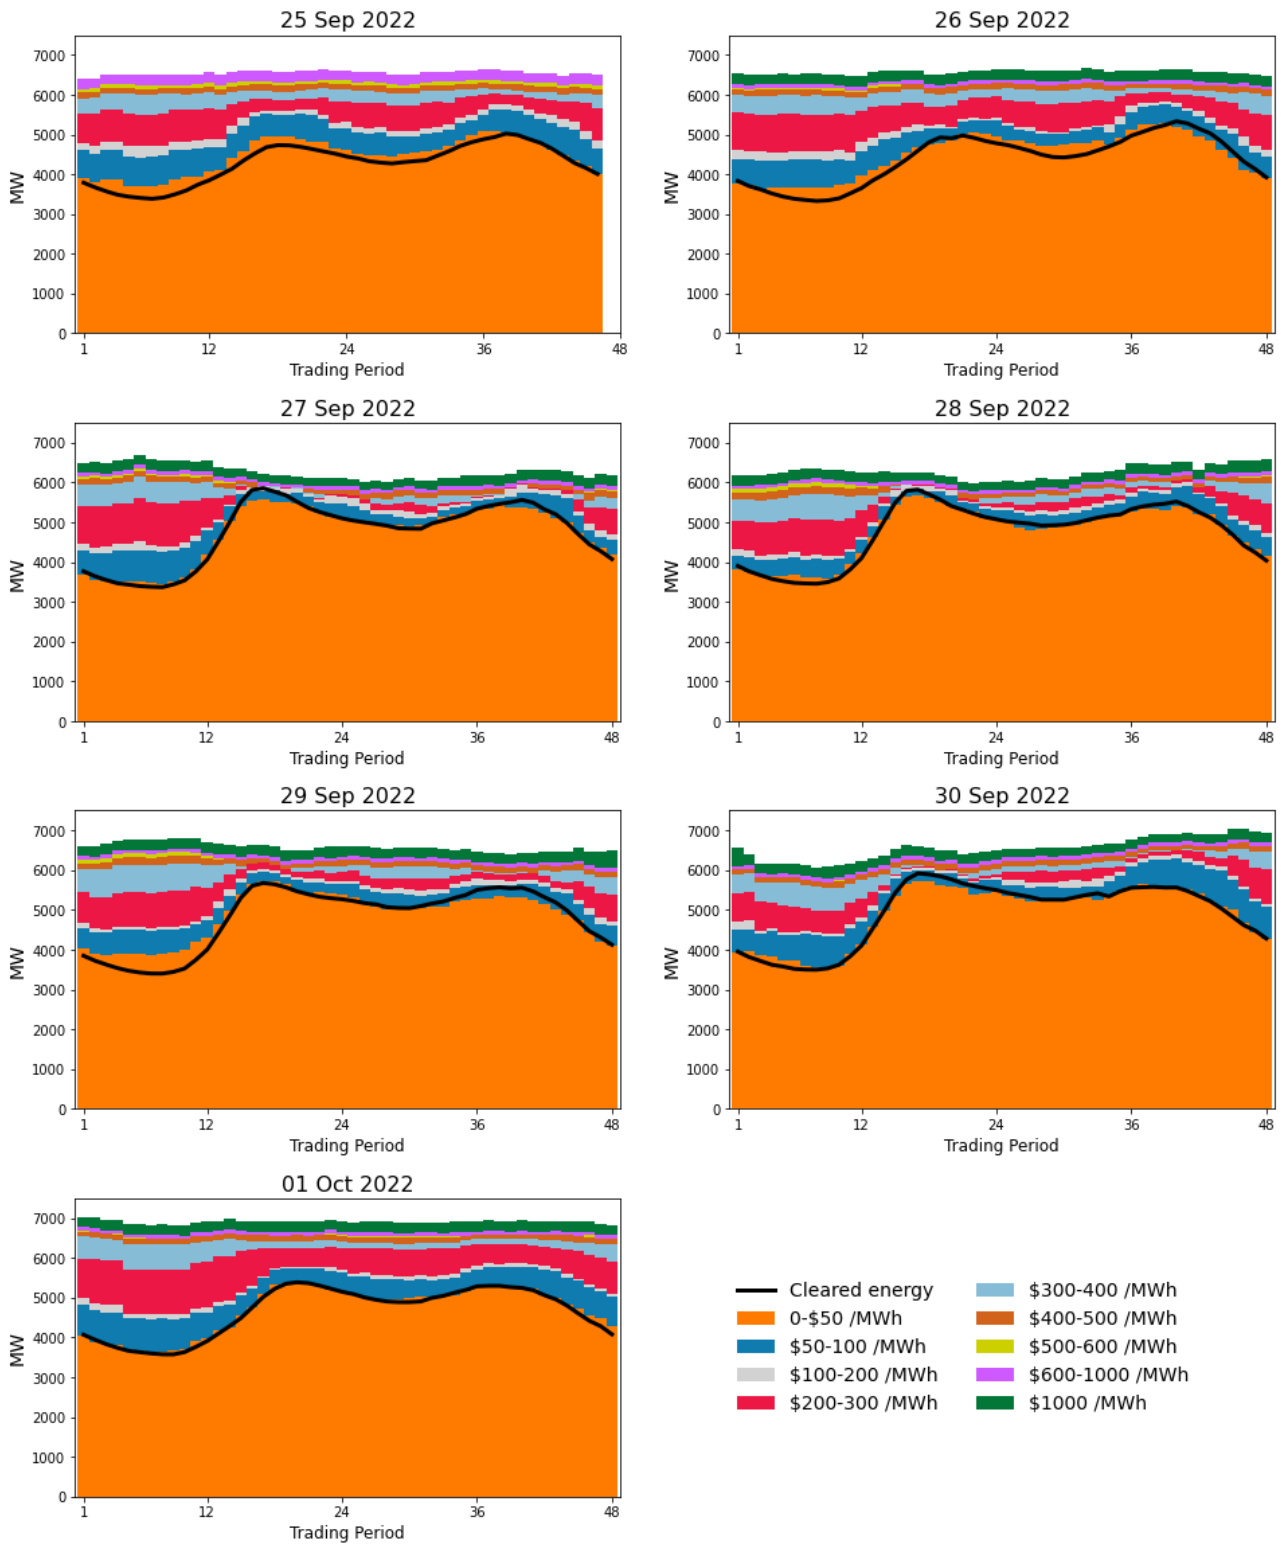 25 Sep 2022
26 Sep 2022
7000
6000
5000
4000
3000
2000
1000
0
MW
1
12
24
36
48
Trading Period
7000
6000
5000
4000
3000
2000
1000
0
MW
1
12
24
36
48
Trading Period
27 Sep 2022
28 Sep 2022
7000
6000
5000
4000
3000
2000
1000
0
MW
1
12
24
36
48
Trading Period
7000
6000
5000
4000
3000
2000
1000
0
MW
1
12
24
36
48
Trading Period
29 Sep 2022
30 Sep 2022
7000
6000
5000
4000
3000
2000
1000
0
MW
1
12
24
36
48
Trading Period
7000
6000
5000
4000
3000
2000
1000
0
MW
1
12
24
36
48
Trading Period
01 Oct 2022
7000
6000
5000
4000
3000
2000
1000
0
MW
1
12
24
36
48
Trading Period
Cleared energy
0-$50 /MWh
$50-100 /MWh
$100-200 /MWh
$200-300 /MWh
$300-400 /MWh
$400-500 /MWh
$500-600 /MWh
$600-1000 /MWh
$1000 /MWh